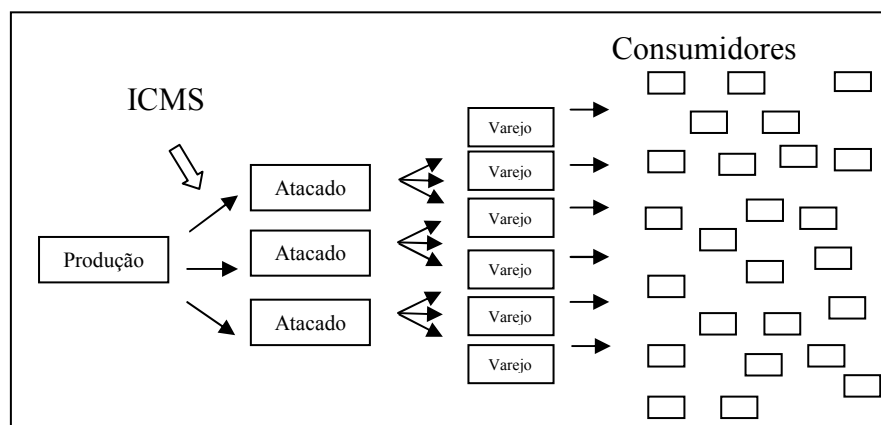 Consumidores
ICMS
Produção
Atacado
Atacado
Atacado
Varejo
Varejo
Varejo
Varejo
Varejo
Varejo